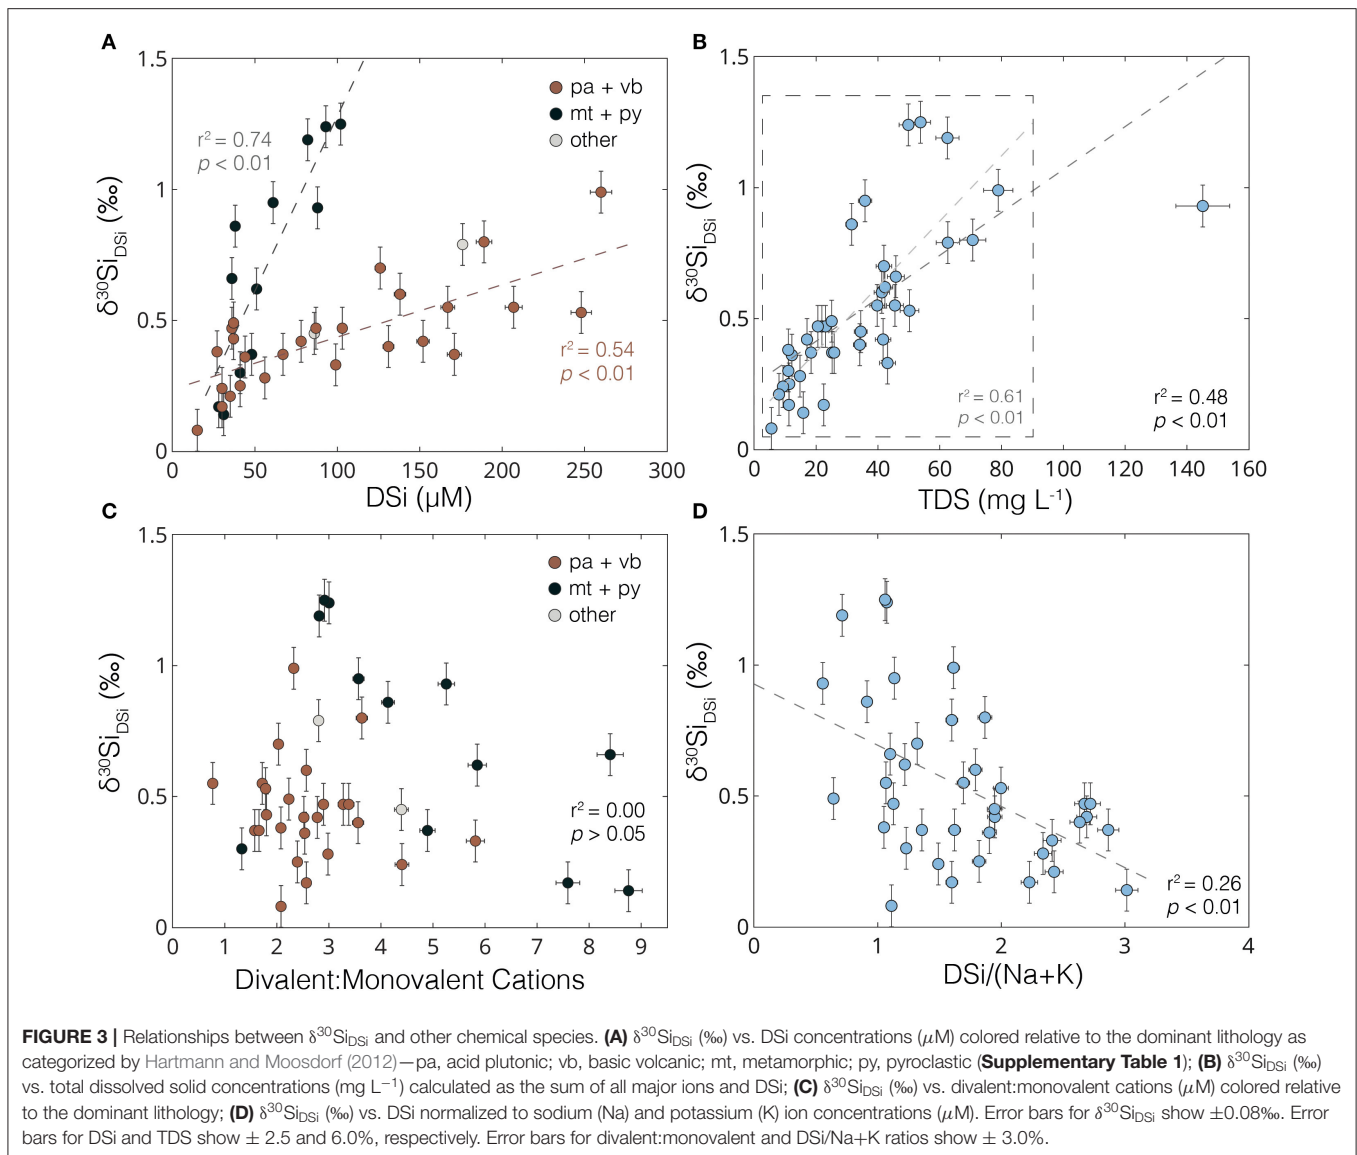 A
1.5
1
0.5
0
δ³⁰Si_DSi (‰)
r² = 0.74
p < 0.01
pa + vb
mt + py
other
r² = 0.54
p < 0.01
0 50 100 150 200 250 300
DSi (μM)
B
1.5
1
0.5
0
δ³⁰Si_DSi (‰)
r² = 0.61
p < 0.01
r² = 0.48
p < 0.01
0 20 40 60 80 100 120 140 160
TDS (mg L⁻¹)
C
1.5
1
0.5
0
δ³⁰Si_DSi (‰)
pa + vb
mt + py
other
r² = 0.00
p > 0.05
0 1 2 3 4 5 6 7 8 9
Divalent:Monovalent Cations
D
1.5
1
0.5
0
δ³⁰Si_DSi (‰)
r² = 0.26
p < 0.01
0 1 2 3 4
DSi/(Na+K)
FIGURE 3 | Relationships between δ³⁰Si_DSi and other chemical species. (A) δ³⁰Si_DSi (‰) vs. DSi concentrations (μM) colored relative to the dominant lithology as
categorized by Hartmann and Moosdorf (2012)—pa, acid plutonic; vb, basic volcanic; mt, metamorphic; py, pyroclastic (Supplementary Table 1); (B) δ³⁰Si_DSi (‰)
vs. total dissolved solid concentrations (mg L⁻¹) calculated as the sum of all major ions and DSi; (C) δ³⁰Si_DSi (‰) vs. divalent:monovalent cations (μM) colored relative
to the dominant lithology; (D) δ³⁰Si_DSi (‰) vs. DSi normalized to sodium (Na) and potassium (K) ion concentrations (μM). Error bars for δ³⁰Si_DSi show ±0.08‰. Error
bars for DSi and TDS show ± 2.5 and 6.0%, respectively. Error bars for divalent:monovalent and DSi/Na+K ratios show ± 3.0%.